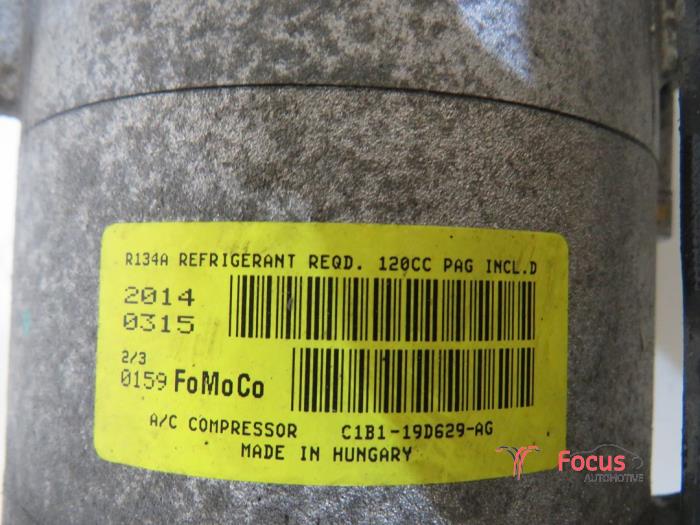 R134A REFRIGERANT REQD. 120CC PAG INCL.D
2014
0315
2/3
0159 FoMoCo
A/C COMPRESSOR C1B1-19D629-AG
MADE IN HUNGARY
Focus
AUTOMOTIVE